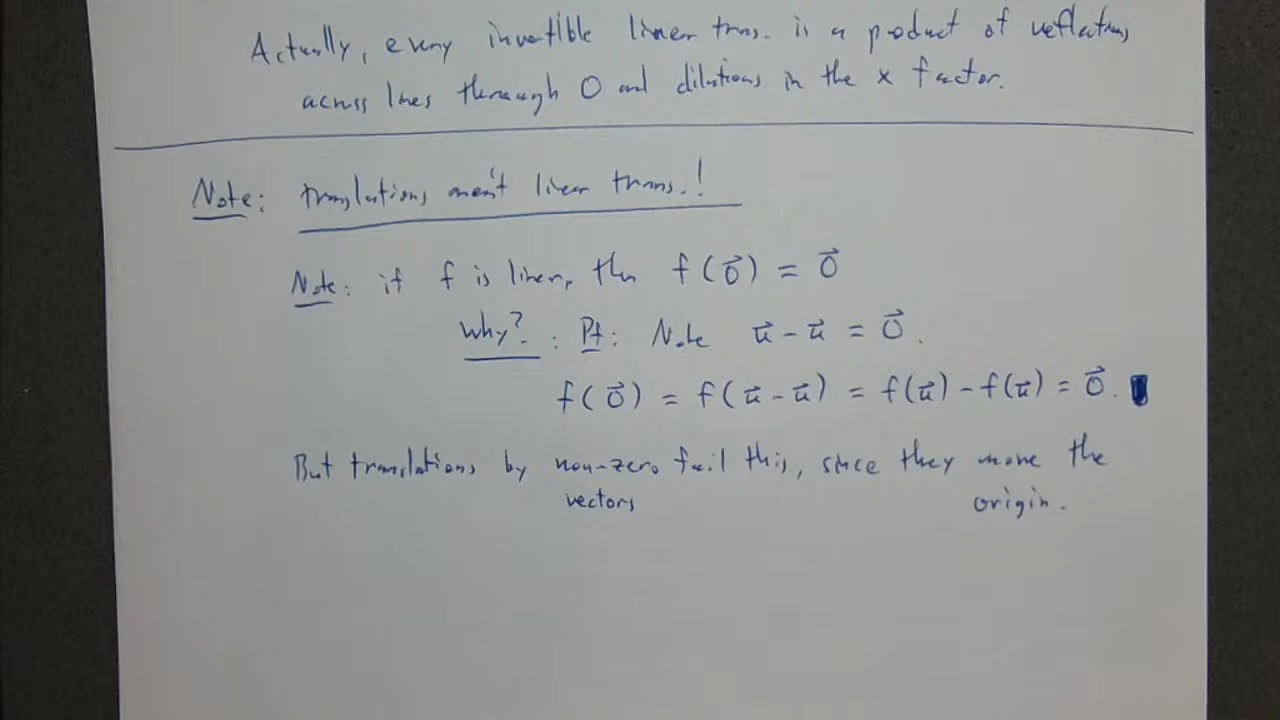 Actually, every invertible linear trans. is a product of reflections
across lines through 0 and dilations in the x factor.
Note: translations aren't linear trans.!
Note: if f is linear, then f(0⃗) = 0⃗
Why?: Pf: Note u⃗ - u⃗ = 0⃗.
f(0⃗) = f(u⃗ - u⃗) = f(u⃗) - f(u⃗) = 0⃗.
But translations by non-zero fail this, since they move the
vectors origin.